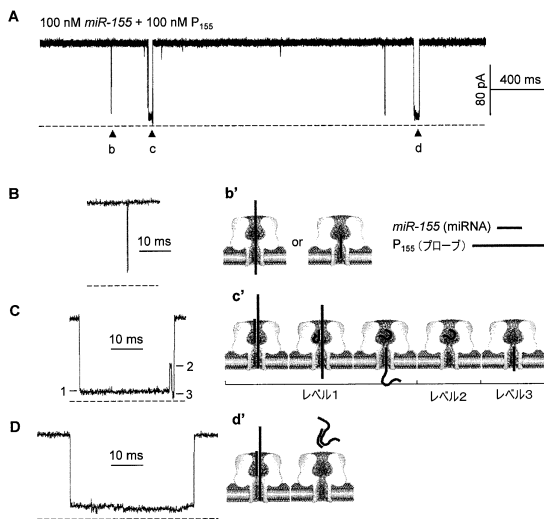 A
100 nM miR-155 + 100 nM P₁₅₅
80 pA
400 ms
b
c
d
B
10 ms
b'
or
miR-155 (miRNA)
P₁₅₅ (プローブ)
C
10 ms
1
2
3
c'
レベル1
レベル2
レベル3
D
10 ms
d'